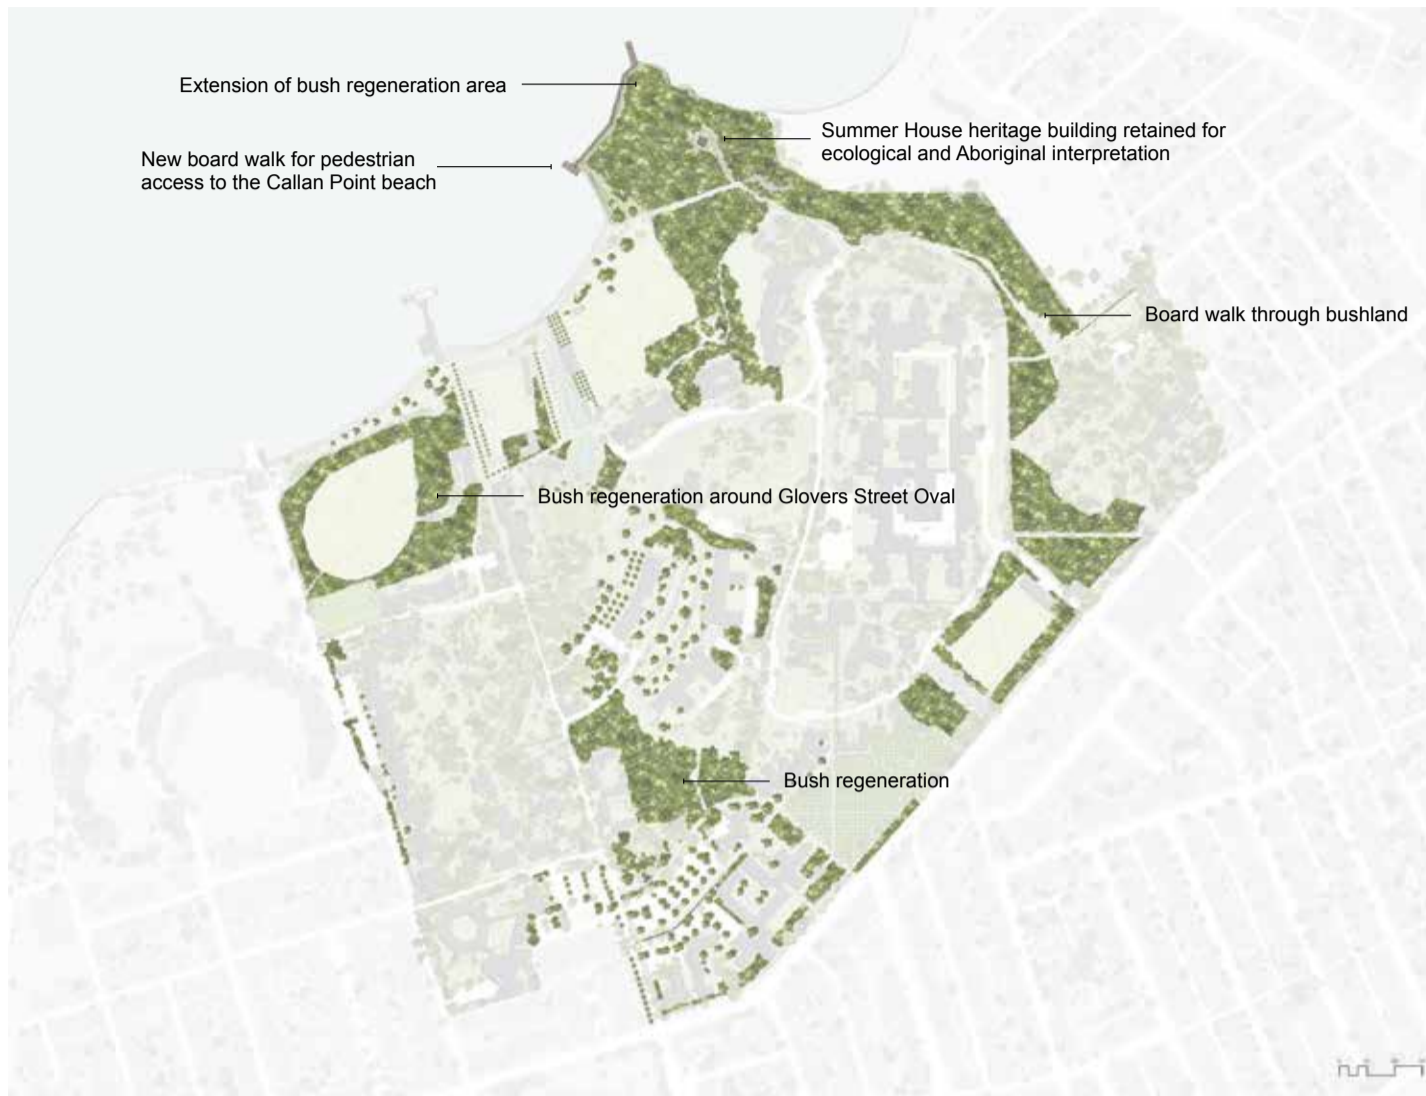 Extension of bush regeneration area
Summer House heritage building retained for
ecological and Aboriginal interpretation
New board walk for pedestrian
access to the Callan Point beach
Board walk through bushland
Bush regeneration around Glovers Street Oval
Bush regeneration